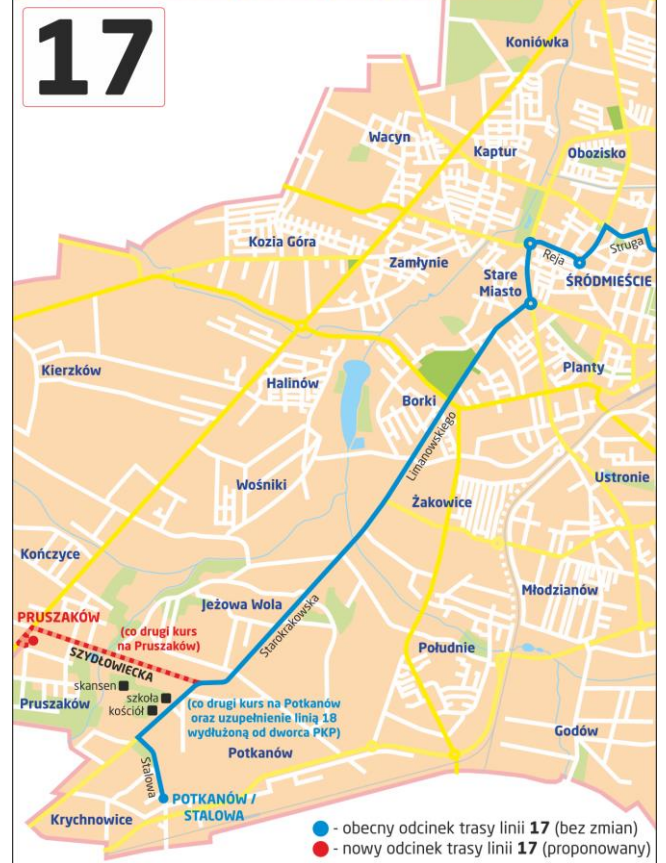 17
Koniówka
Wacyn
Kaptur
Obozisko
Kozia Góra
Zamłynie
Reja
Struga
Stare
Miasto
ŚRÓDMIEŚCIE
Kierzków
Halinów
Planty
Borki
Limanowskiego
Wośniki
Ustronie
Żakowice
Kończyce
Młodzianów
Jeżowa Wola
Starokrakowska
PRUSZAKÓW
(co drugi kurs
na Pruszaków)
SZYDŁOWIECKA
Południe
skansen
szkoła
kościół
Pruszaków
(co drugi kurs na Potkanów
oraz uzupełnienie linią 18
wydłużoną od dworca PKP)
Godów
Potkanów
Stalowa
POTKANÓW /
STALOWA
Krychnowice
- obecny odcinek trasy linii 17 (bez zmian)
- nowy odcinek trasy linii 17 (proponowany)